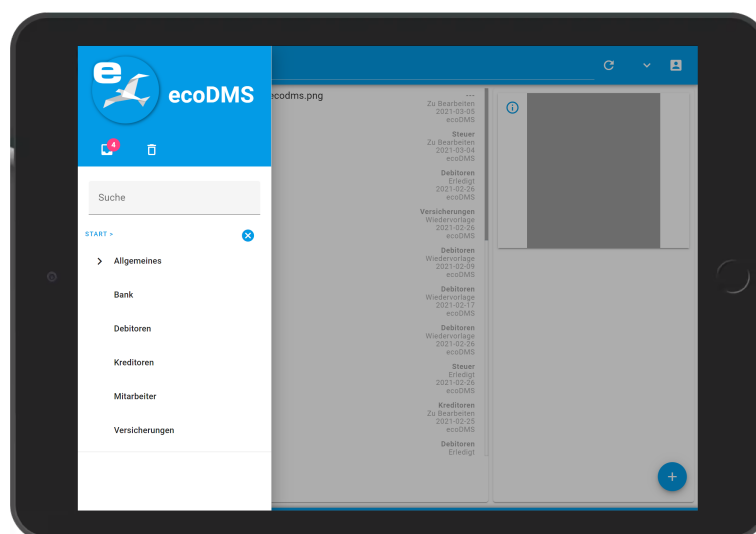 e
ecoDMS
4
Suche
START >
Allgemeines
Bank
Debitoren
Kreditoren
Mitarbeiter
Versicherungen
ecodms.png
---
Zu Bearbeiten
2021-03-05
ecoDMS
Steuer
Zu Bearbeiten
2021-03-04
ecoDMS
Debitoren
Erledigt
2021-02-26
ecoDMS
Versicherungen
Wiedervorlage
2021-02-26
ecoDMS
Debitoren
Wiedervorlage
2021-02-09
ecoDMS
Debitoren
Wiedervorlage
2021-02-17
ecoDMS
Debitoren
Wiedervorlage
2021-02-26
ecoDMS
Steuer
Erledigt
2021-02-26
ecoDMS
Kreditoren
Zu Bearbeiten
2021-02-25
ecoDMS
Debitoren
Erledigt